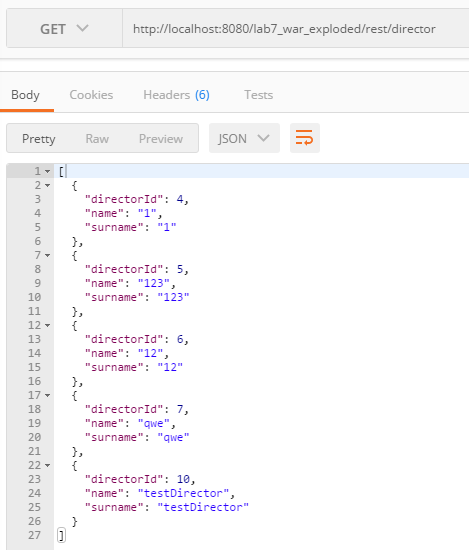 GET http://localhost:8080/lab7_war_exploded/rest/director
Body Cookies Headers (6) Tests
Pretty Raw Preview JSON
1 [
2 {
3 "directorId": 4,
4 "name": "1",
5 "surname": "1"
6 },
7 {
8 "directorId": 5,
9 "name": "123",
10 "surname": "123"
11 },
12 {
13 "directorId": 6,
14 "name": "12",
15 "surname": "12"
16 },
17 {
18 "directorId": 7,
19 "name": "qwe",
20 "surname": "qwe"
21 },
22 {
23 "directorId": 10,
24 "name": "testDirector",
25 "surname": "testDirector"
26 }
27 ]